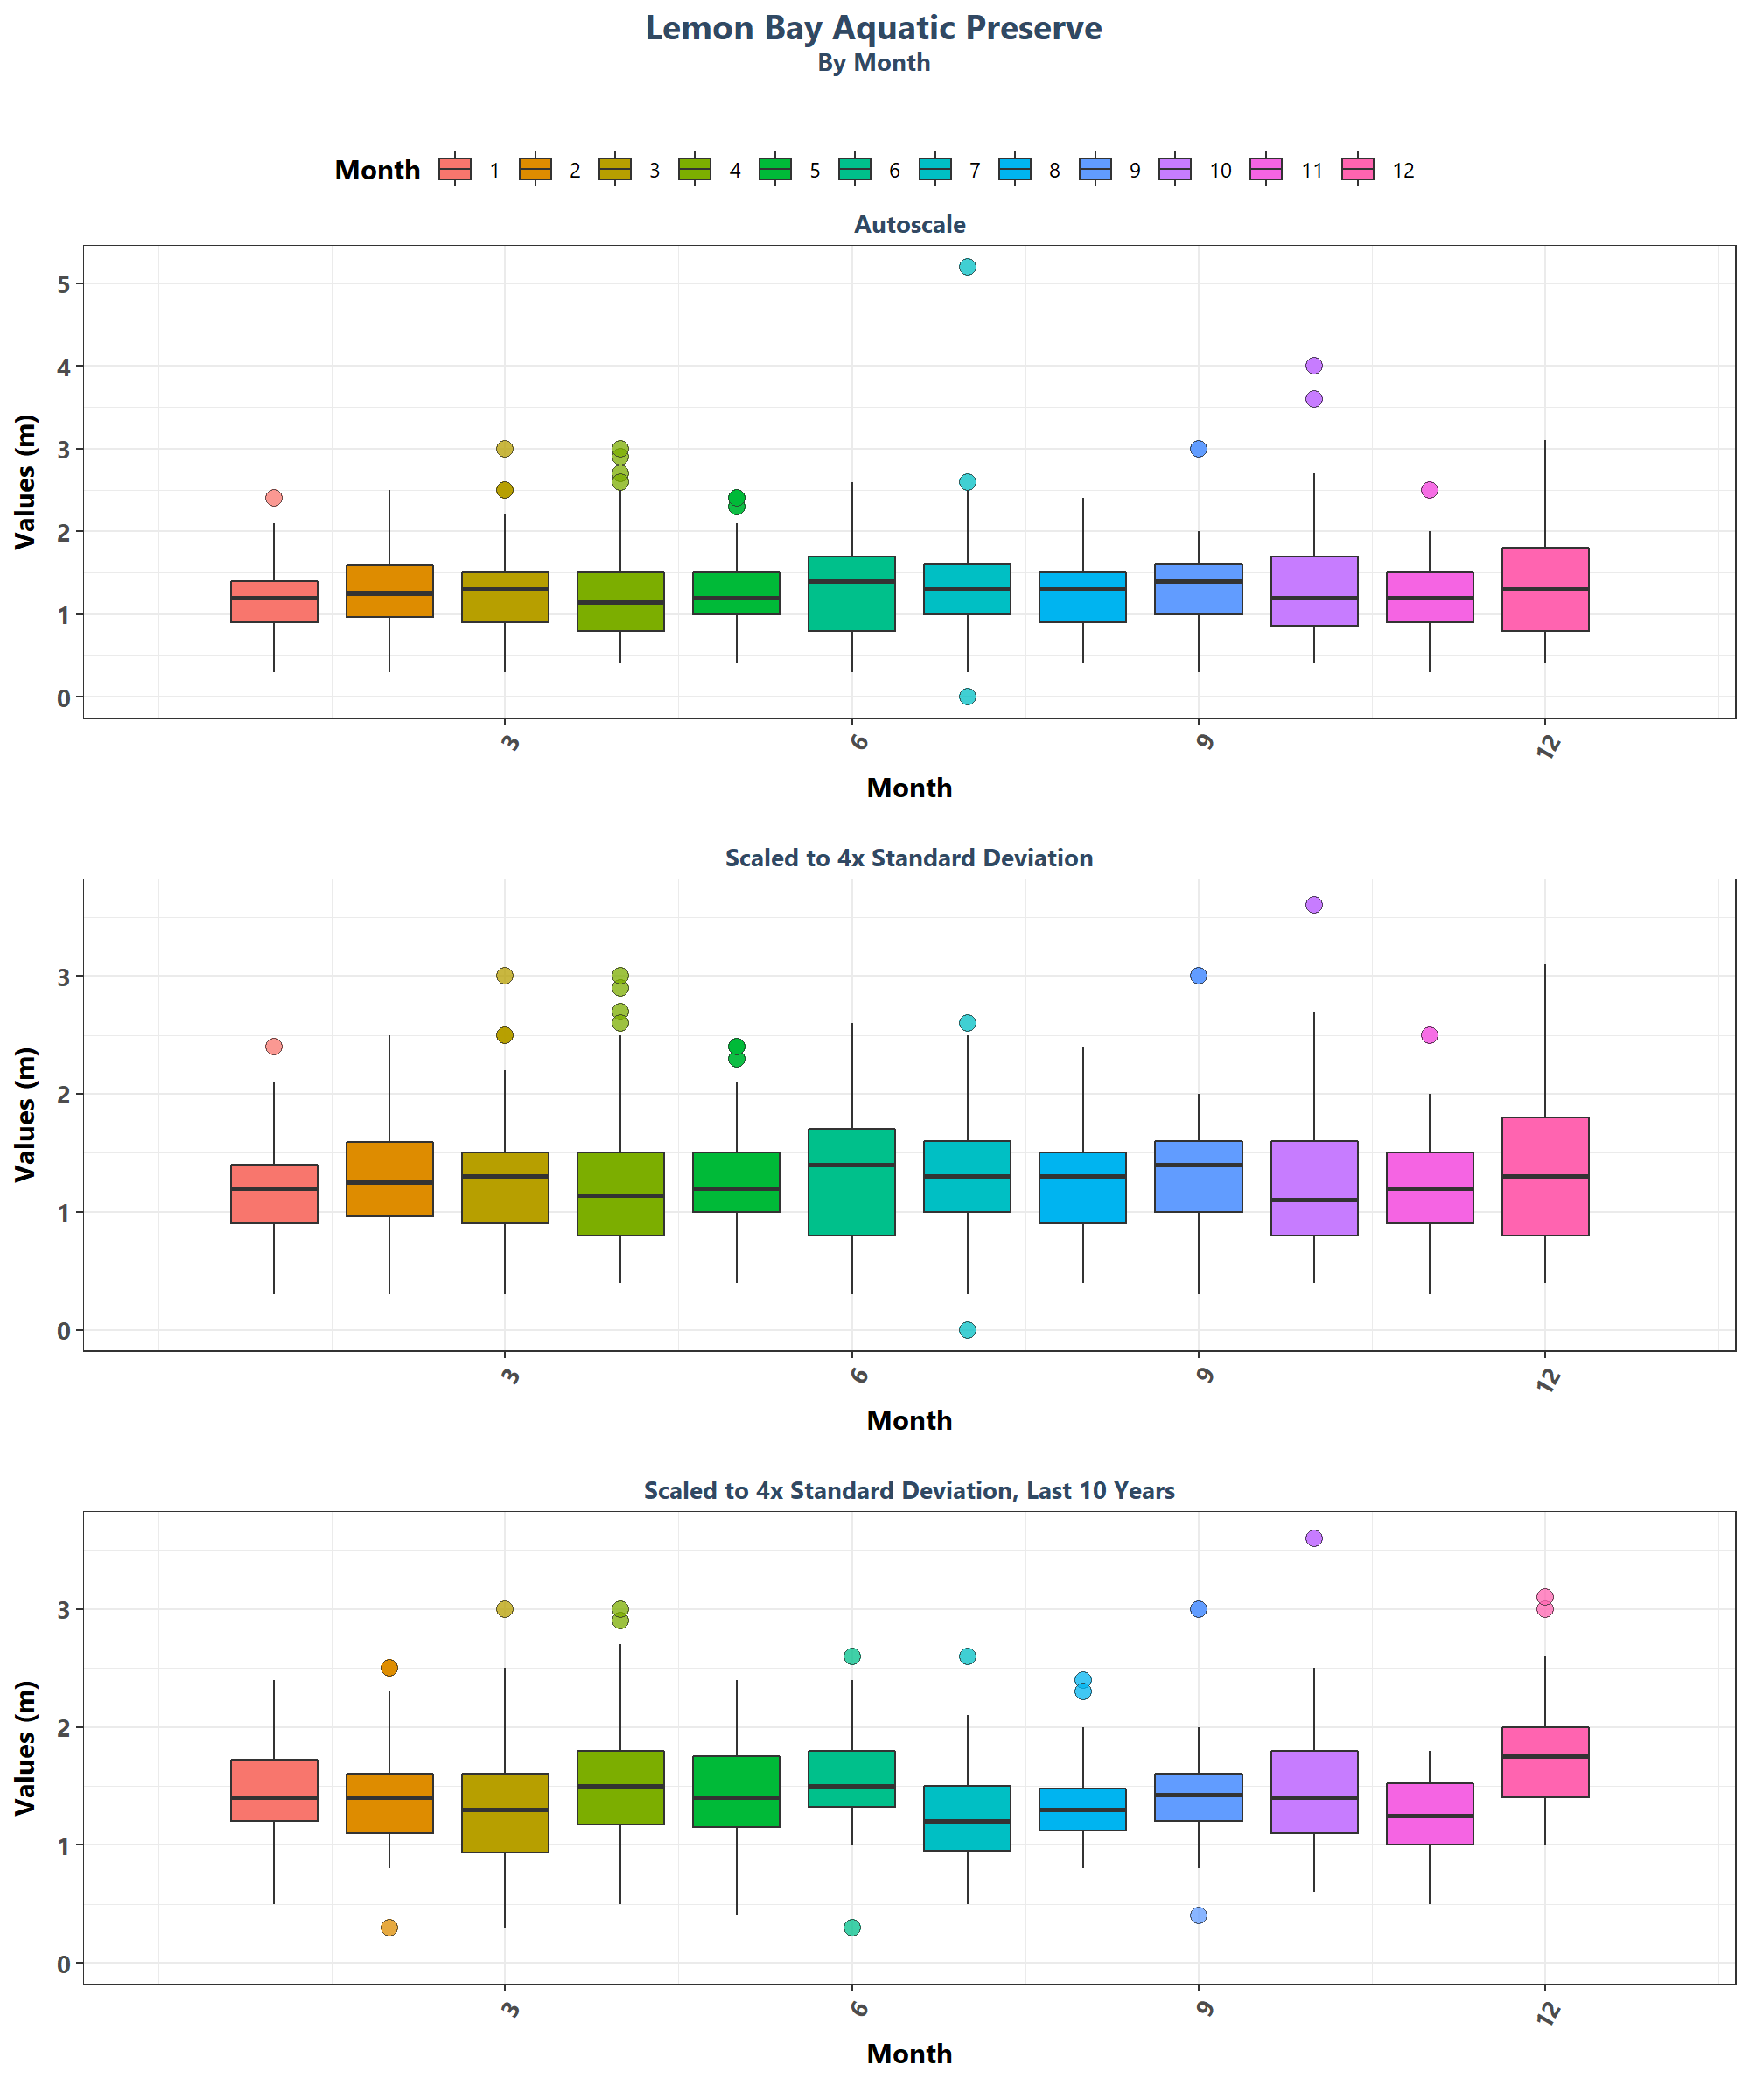 Lemon Bay Aquatic Preserve
By Month
Month 1 2 3 4 5 6 7 8 9 10 11 12
Autoscale
Values (m)
5
4
3
2
1
0
3 6 9 12
Month
Scaled to 4x Standard Deviation
Values (m)
3
2
1
0
3 6 9 12
Month
Scaled to 4x Standard Deviation, Last 10 Years
Values (m)
3
2
1
0
3 6 9 12
Month